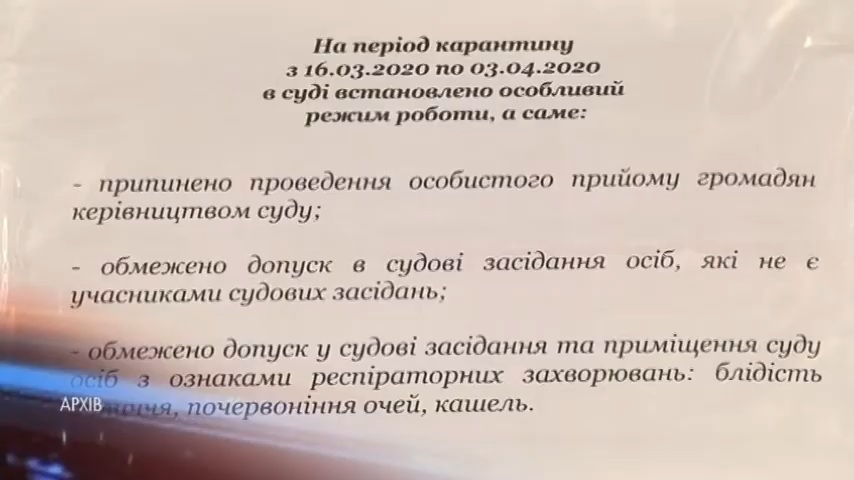 На період карантину
з 16.03.2020 по 03.04.2020
в суді встановлено особливий
режим роботи, а саме:
- припинено проведення особистого прийому громадян
керівництвом суду;
- обмежено допуск в судові засідання осіб, які не є
учасниками судових засідань;
- обмежено допуск у судові засідання та приміщення суду
осіб з ознаками респіраторних захворювань: блідість
почервоніння очей, кашель.
АРХІВ